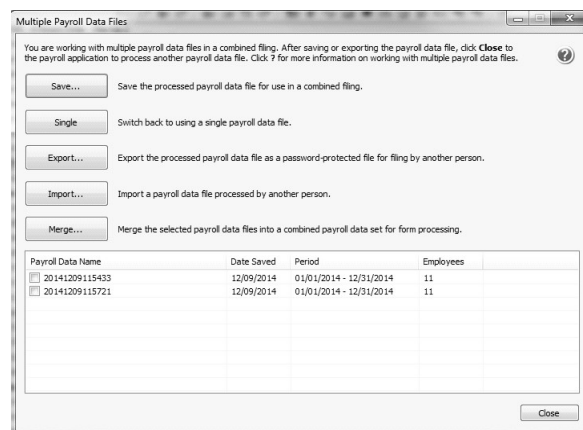 Multiple Payroll Data Files
You are working with multiple payroll data files in a combined filing. After saving or exporting the payroll data file, click Close to
the payroll application to process another payroll data file. Click ? for more information on working with multiple payroll data files.
?
Save... Save the processed payroll data file for use in a combined filing.
Single Switch back to using a single payroll data file.
Export... Export the processed payroll data file as a password-protected file for filing by another person.
Import... Import a payroll data file processed by another person.
Merge... Merge the selected payroll data files into a combined payroll data set for form processing.
Payroll Data Name Date Saved Period Employees
20141209115433 12/09/2014 01/01/2014 - 12/31/2014 11
20141209115721 12/09/2014 01/01/2014 - 12/31/2014 11
Close